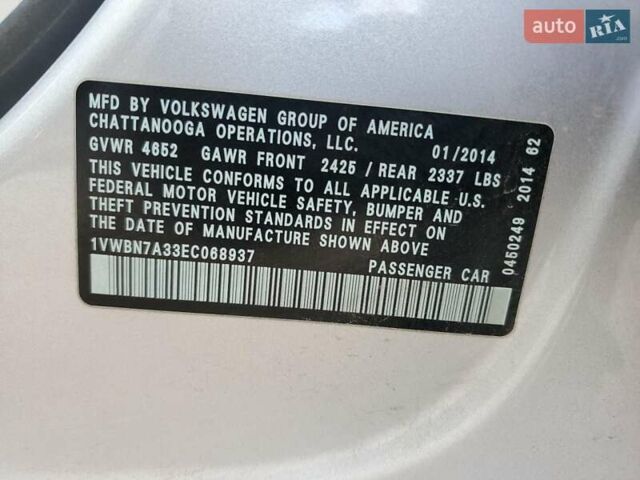 auto RIA.com
MFD BY VOLKSWAGEN GROUP OF AMERICA
CHATTANOOGA OPERATIONS, LLC. 01/2014
GVWR 4652 GAWR FRONT 2425 / REAR 2337 LBS
THIS VEHICLE CONFORMS TO ALL APPLICABLE U.S.
FEDERAL MOTOR VEHICLE SAFETY, BUMPER AND
THEFT PREVENTION STANDARDS IN EFFECT ON
THE DATE OF MANUFACTURE SHOWN ABOVE
1VWBN7A33EC068937 PASSENGER CAR
0450249 2014 62